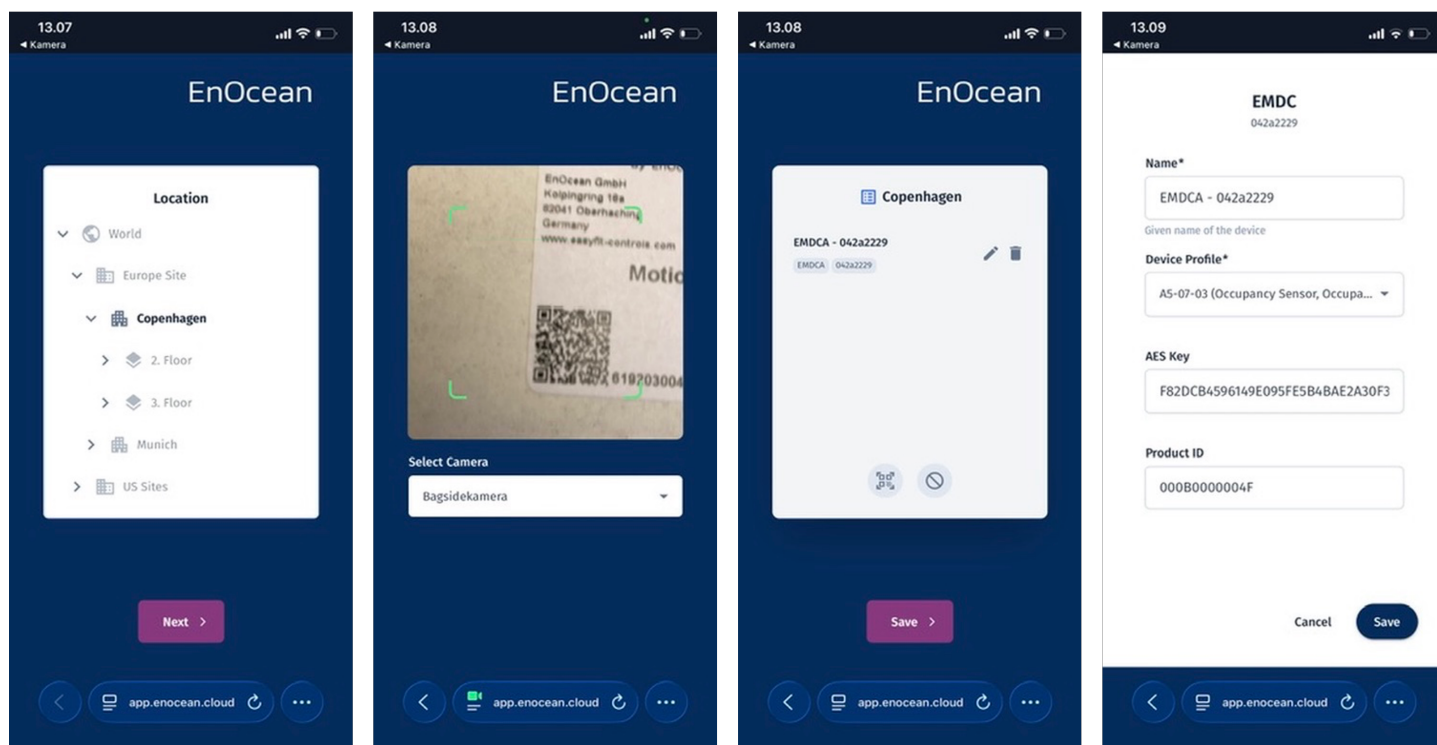 13.07
◀ Kamera
EnOcean
Location
World
Europe Site
Copenhagen
2. Floor
3. Floor
Munich
US Sites
Next >
app.enocean.cloud
13.08
◀ Kamera
EnOcean
by EnOc
EnOcean GmbH
Kolpingring 18a
82041 Oberhaching
Germany
www.easyfit-controls.com
Motio
619203004
Select Camera
Bagsidekamera
app.enocean.cloud
13.08
◀ Kamera
EnOcean
Copenhagen
EMDCA - 042a2229
EMDCA 042a2229
Save >
app.enocean.cloud
13.09
◀ Kamera
EMDC
042a2229
Name*
EMDCA - 042a2229
Given name of the device
Device Profile*
A5-07-03 (Occupancy Sensor, Occupa...
AES Key
F82DCB4596149E095FE5B4BAE2A30F3
Product ID
000B0000004F
Cancel
Save
app.enocean.cloud